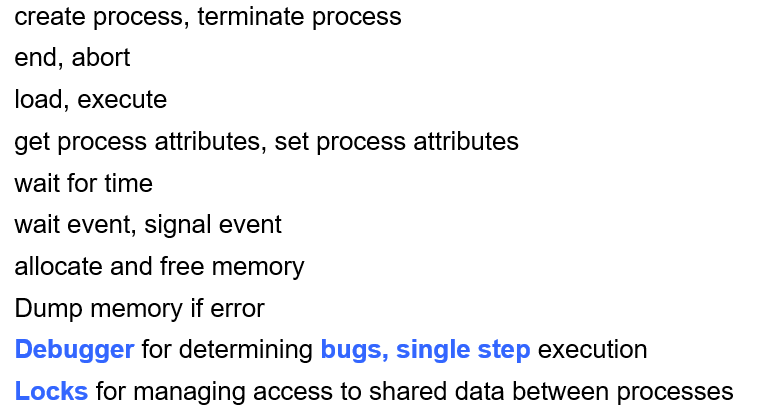 create process, terminate process
end, abort
load, execute
get process attributes, set process attributes
wait for time
wait event, signal event
allocate and free memory
Dump memory if error
Debugger for determining bugs, single step execution
Locks for managing access to shared data between processes